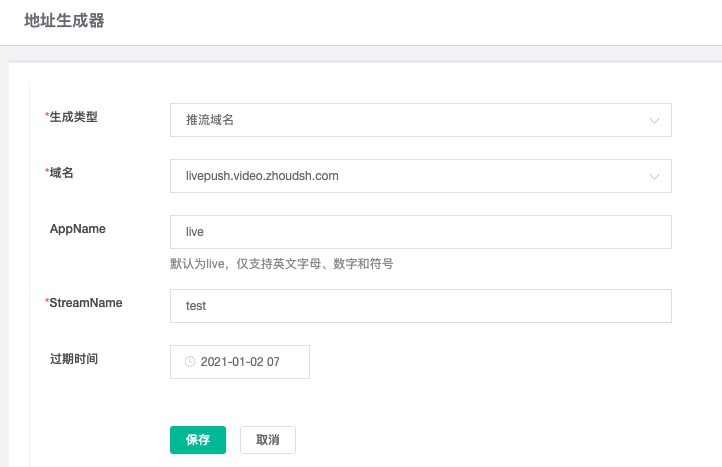 地址生成器
*生成类型
推流域名
*域名
livepush.video.zhoudsh.com
AppName
live
默认为live，仅支持英文字母、数字和符号
*StreamName
test
过期时间
2021-01-02 07
保存
取消